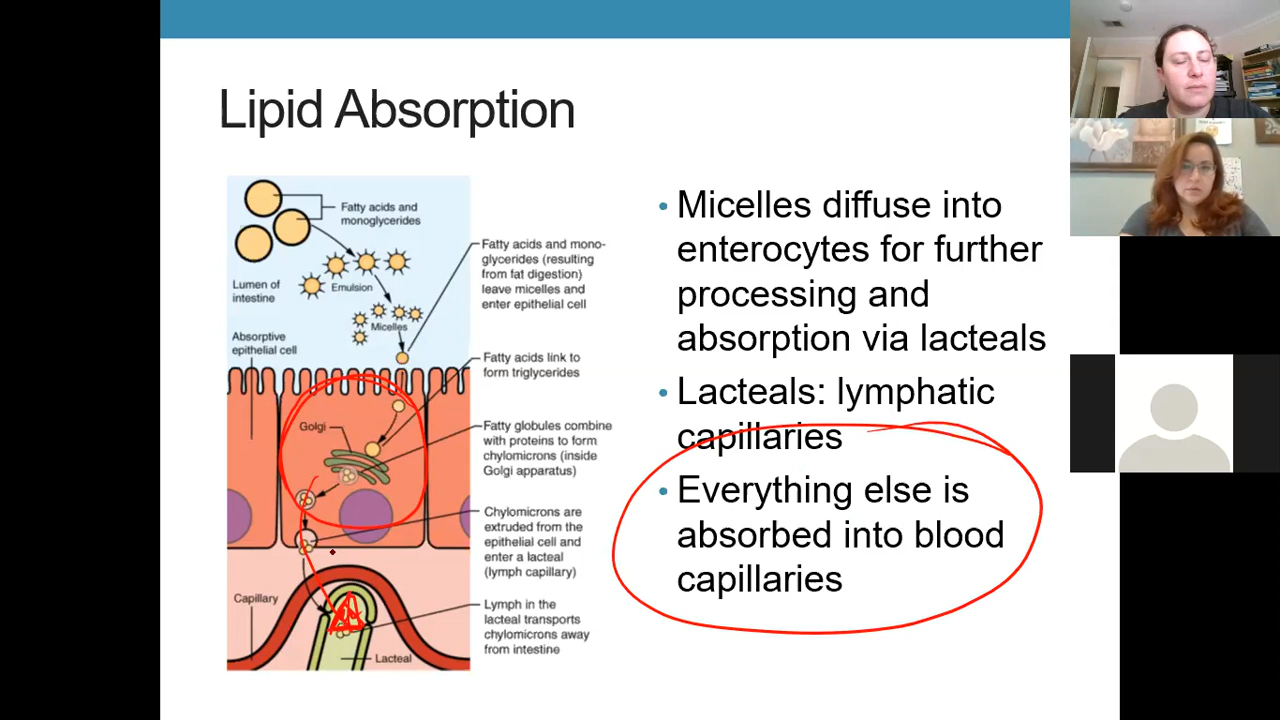 Lipid Absorption
Fatty acids and
monoglycerides
Emulsion
Lumen of
intestine
Micelles
Absorptive
epithelial cell
Golgi
Capillary
Lacteal
Fatty acids and mono-
glycerides (resulting
from fat digestion)
leave micelles and
enter epithelial cell
Fatty acids link to
form triglycerides
Fatty globules combine
with proteins to form
chylomicrons (inside
Golgi apparatus)
Chylomicrons are
extruded from the
epithelial cell and
enter a lacteal
(lymph capillary)
Lymph in the
lacteal transports
chylomicrons away
from intestine
• Micelles diffuse into
enterocytes for further
processing and
absorption via lacteals
• Lacteals: lymphatic
capillaries
• Everything else is
absorbed into blood
capillaries